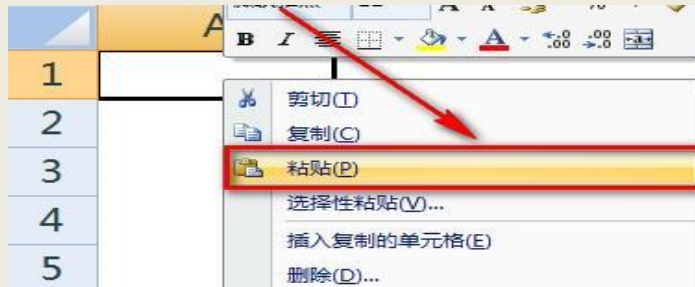 A
B I
1
2
3
4
5
剪切(T)
复制(C)
粘贴(P)
选择性粘贴(V)...
插入复制的单元格(E)
删除(D)...